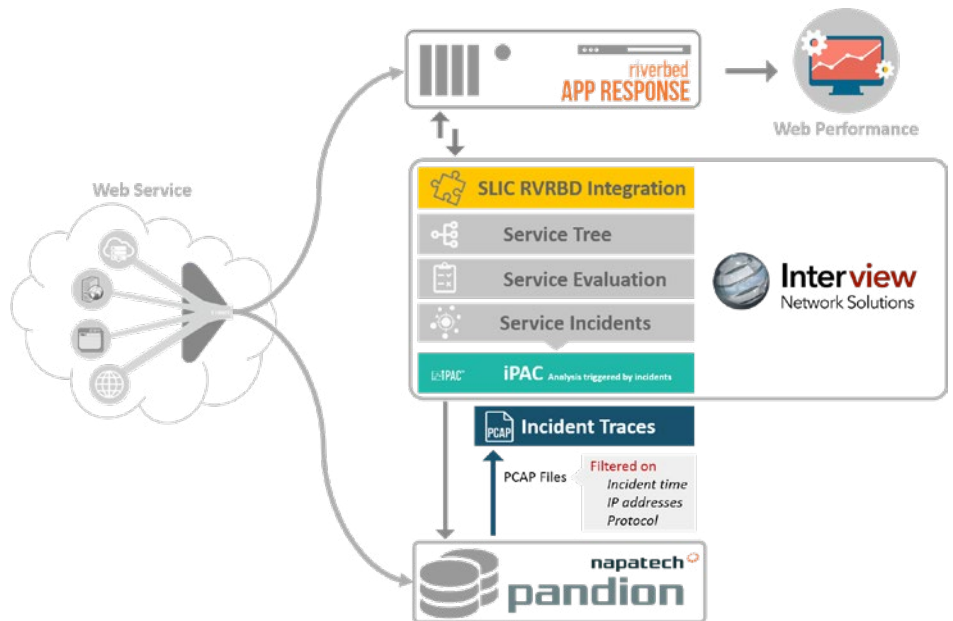 riverbed
APP RESPONSE
Web Performance
Web Service
SLIC RVRBD Integration
Service Tree
Service Evaluation
Service Incidents
iPAC Analysis triggered by incidents
Interview
Network Solutions
PCAP
Incident Traces
PCAP Files
Filtered on
Incident time
IP addresses
Protocol
napatech
pandion